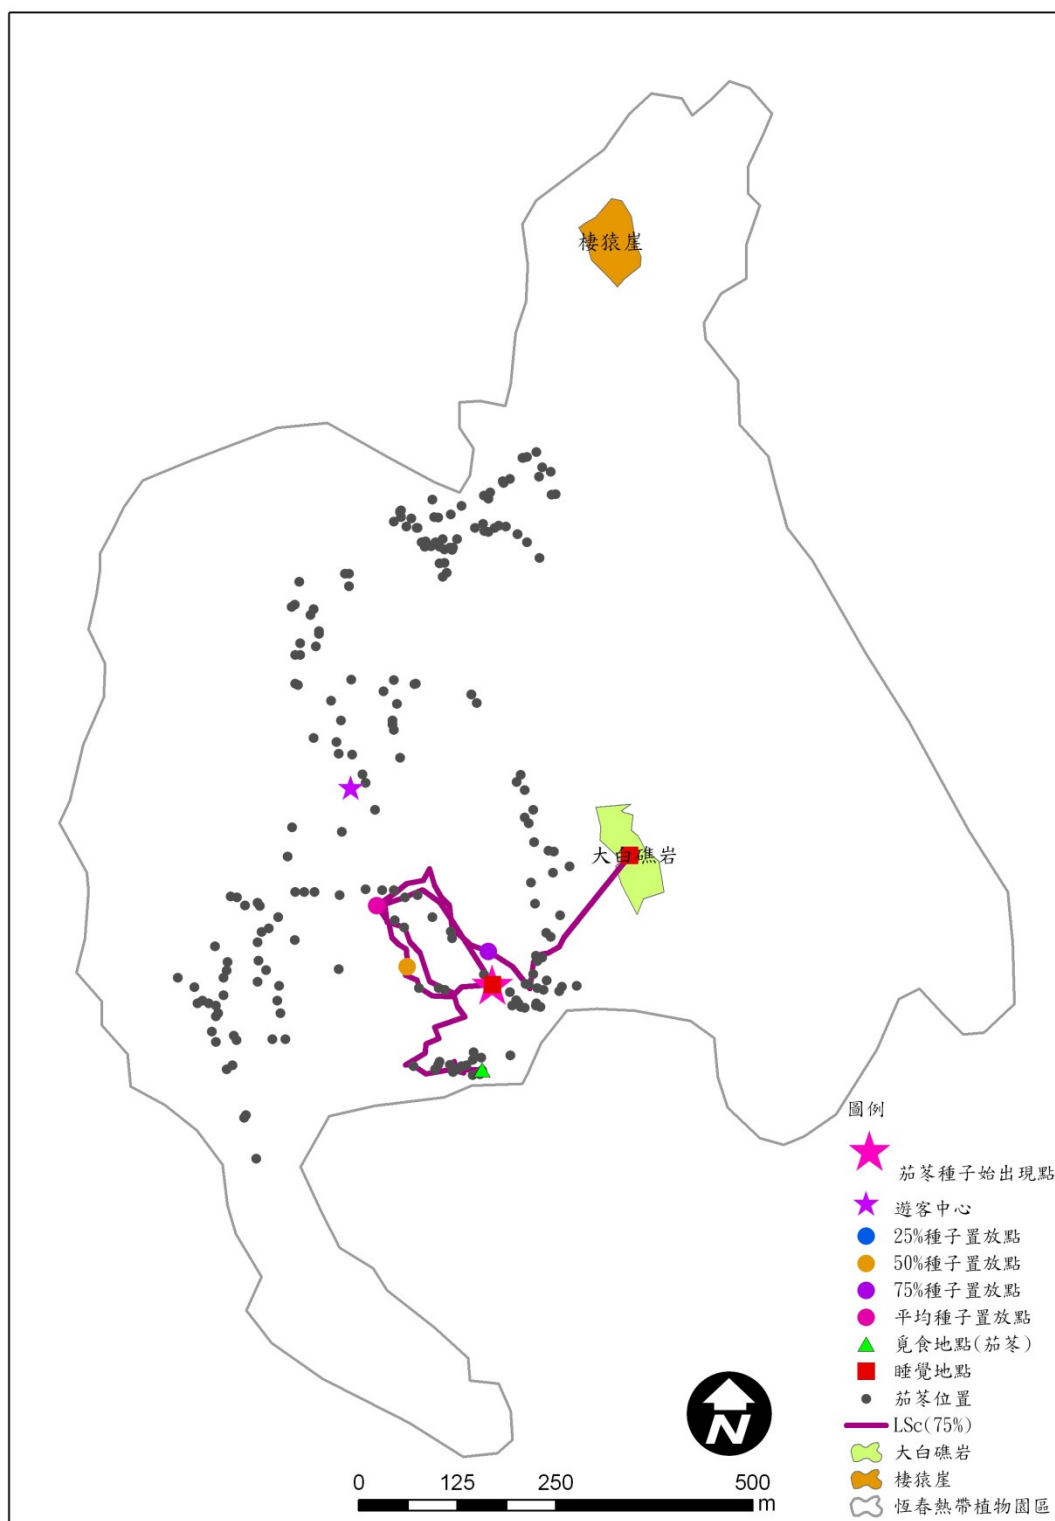 棲猿崖
大白礁岩
圖例
茄苳種子始出現點
遊客中心
25%種子置放點
50%種子置放點
75%種子置放點
平均種子置放點
覓食地點(茄苳)
睡覺地點
茄苳位置
LSc(75%)
大白礁岩
棲猿崖
恆春熱帶植物園區
N
0 125 250 500
m